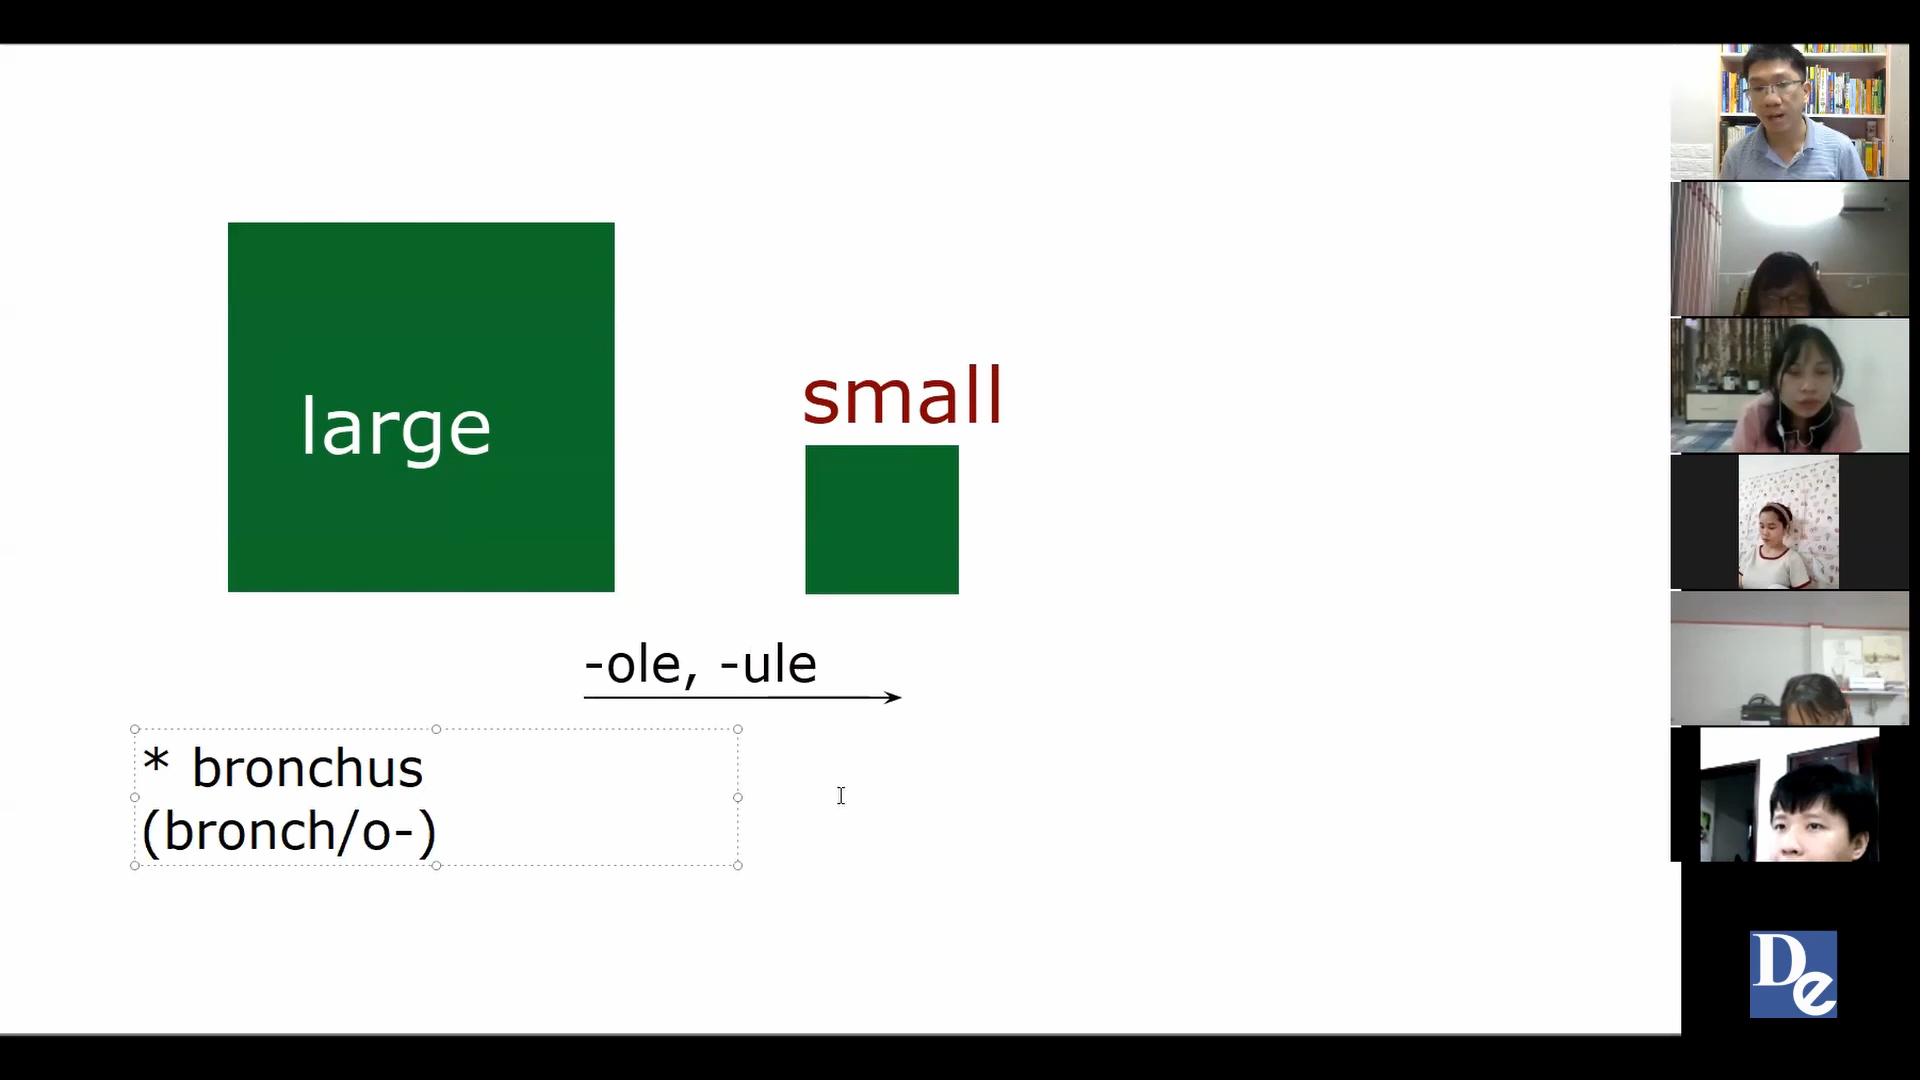 large
small
-ole, -ule
* bronchus
(bronch/o-)
De